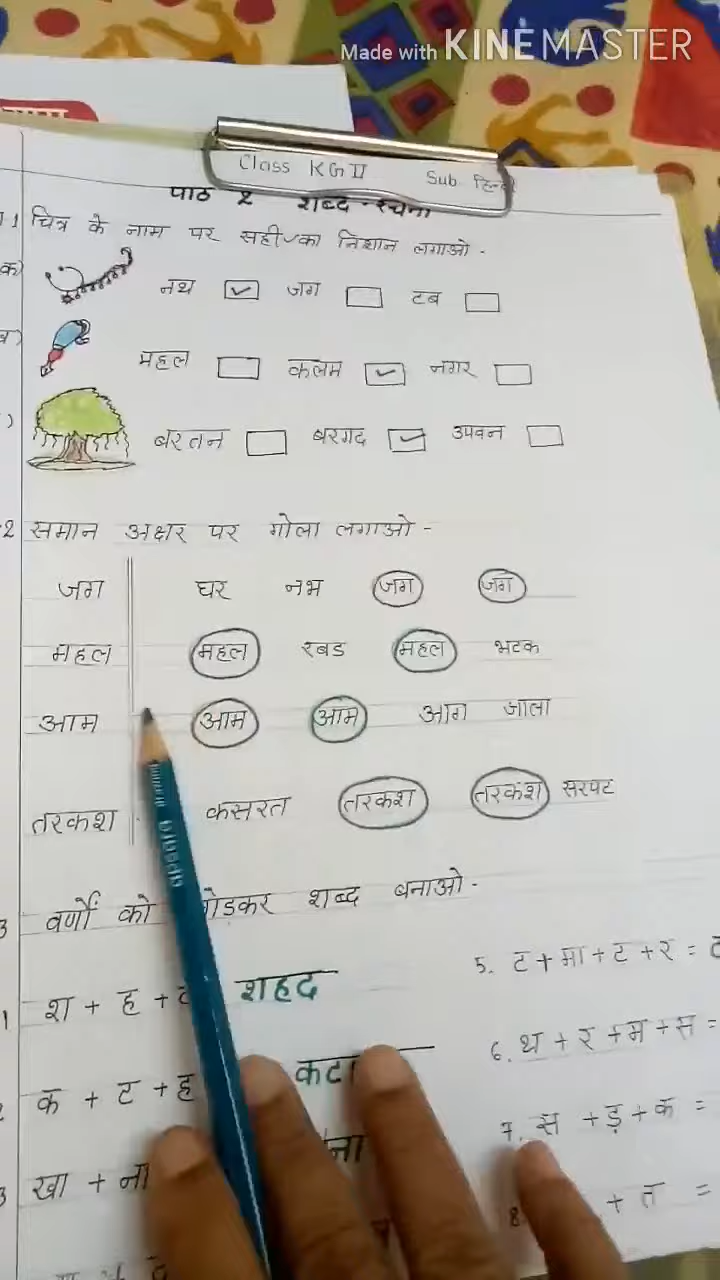 Made with KINEMASTER
Class KG II Sub हिन्दी
पाठ 2 शब्द-रचना
1 चित्र के नाम पर सही✓का निशान लगाओ -
क) नथ ✓ जग टब
महल कलम ✓ नगर
बरतन बरगद ✓ उपवन
2 समान अक्षर पर गोला लगाओ -
जग घर नभ जग जग
महल महल रबड महल भटक
आम आम आम आग जाला
तरकश कसरत तरकश तरकश सरपट
3 वर्णों को शब्द बनाओ -
1 श + ह + शहद
5. ट + मा + ट + र =
क + ट + ह
6. थ + र + म + स =
3 खा + ना
7. स + ड़ + क =
8. + त =